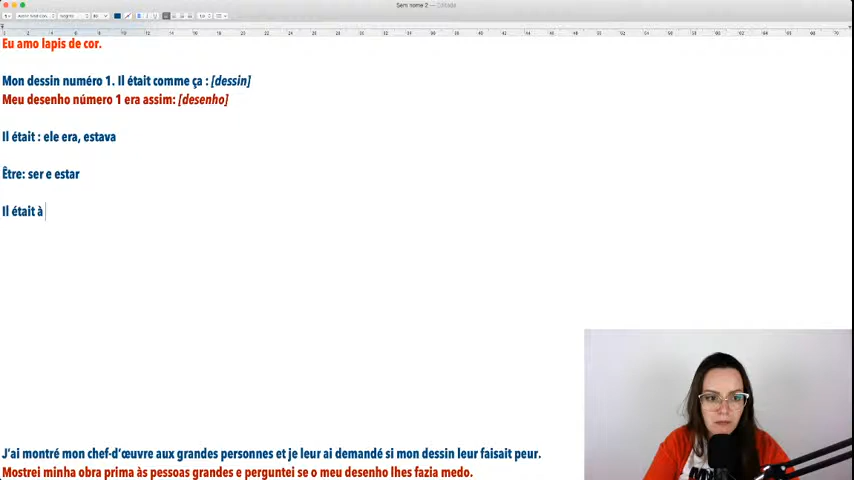 Sem nome 2 — Editada
Eu amo lapis de cor.
Mon dessin numéro 1. Il était comme ça : [dessin]
Meu desenho número 1 era assim: [desenho]
Il était : ele era, estava
Être: ser e estar
Il était à
J'ai montré mon chef-d'œuvre aux grandes personnes et je leur ai demandé si mon dessin leur faisait peur.
Mostrei minha obra prima às pessoas grandes e perguntei se o meu desenho lhes fazia medo.